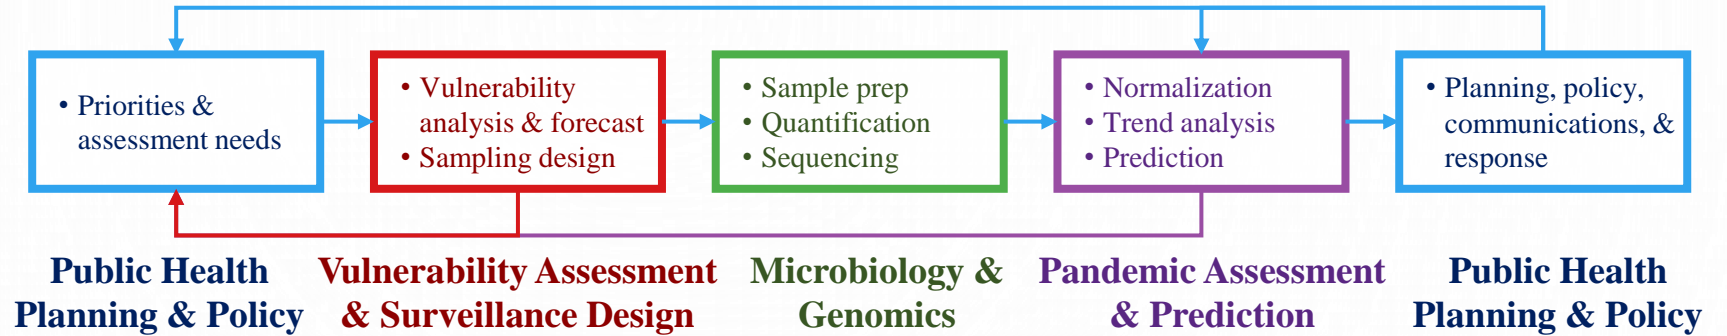 • Priorities &
assessment needs
• Vulnerability
analysis & forecast
• Sampling design
• Sample prep
• Quantification
• Sequencing
• Normalization
• Trend analysis
• Prediction
• Planning, policy,
communications, &
response
Public Health
Planning & Policy
Vulnerability Assessment
& Surveillance Design
Microbiology &
Genomics
Pandemic Assessment
& Prediction
Public Health
Planning & Policy